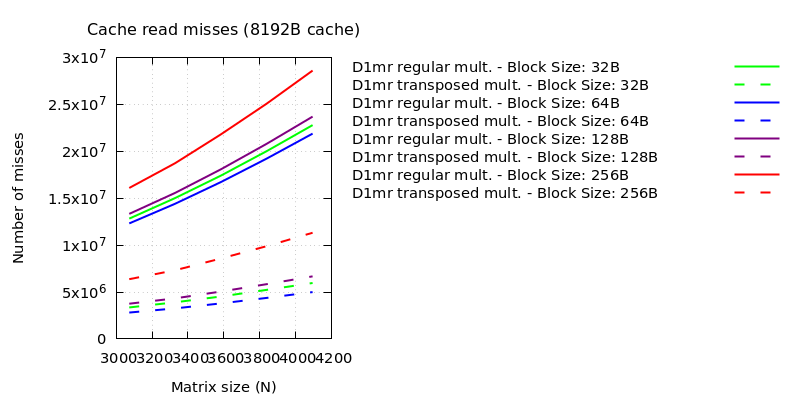 Cache read misses (8192B cache)
3x10^7
2.5x10^7
2x10^7
1.5x10^7
1x10^7
5x10^6
0
3000 3200 3400 3600 3800 4000 4200
Number of misses
Matrix size (N)
D1mr regular mult. - Block Size: 32B
D1mr transposed mult. - Block Size: 32B
D1mr regular mult. - Block Size: 64B
D1mr transposed mult. - Block Size: 64B
D1mr regular mult. - Block Size: 128B
D1mr transposed mult. - Block Size: 128B
D1mr regular mult. - Block Size: 256B
D1mr transposed mult. - Block Size: 256B